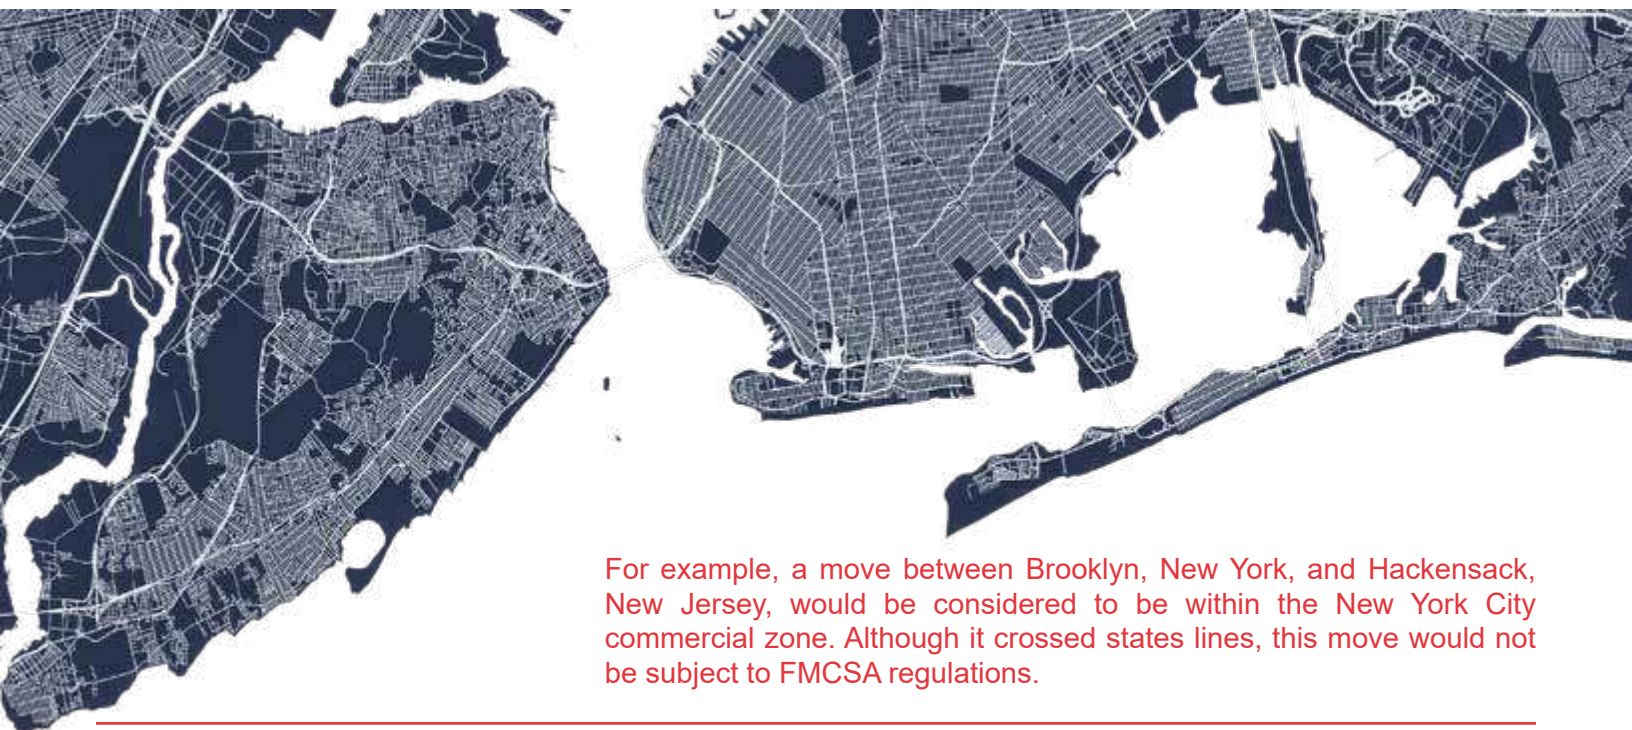 For example, a move between Brooklyn, New York, and Hackensack,
New Jersey, would be considered to be within the New York City
commercial zone. Although it crossed states lines, this move would not
be subject to FMCSA regulations.